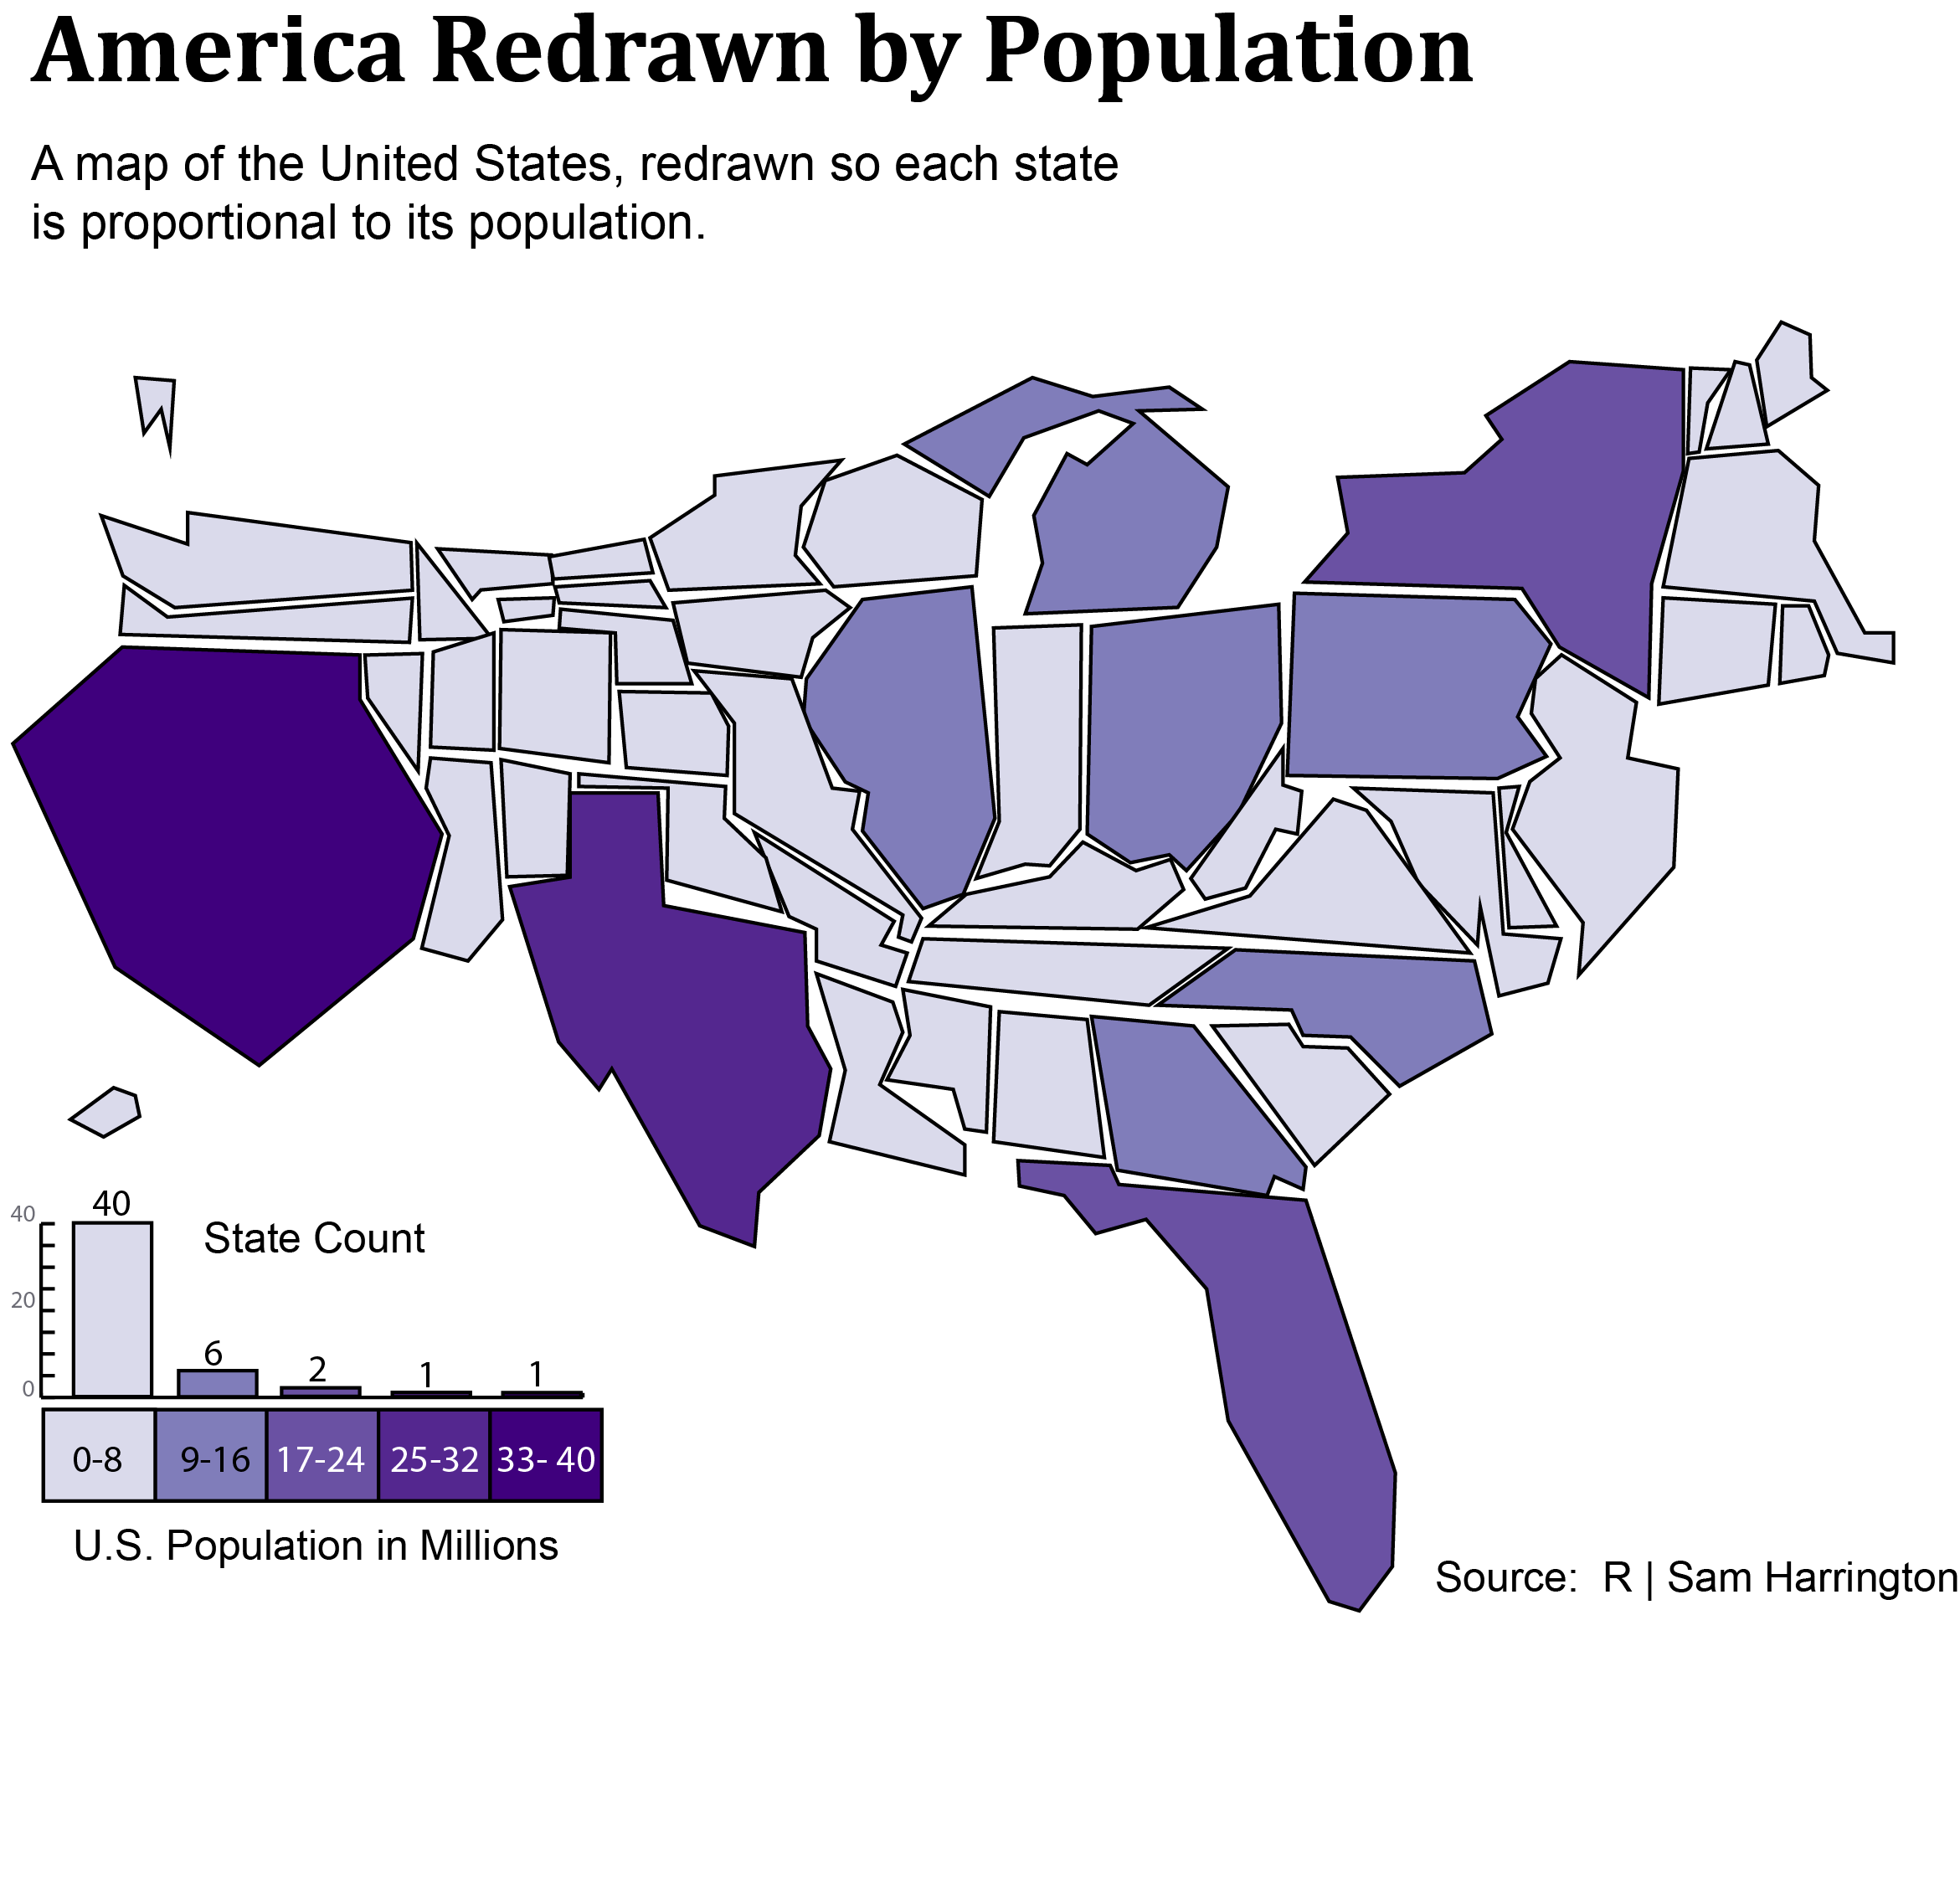 America Redrawn by Population
A map of the United States, redrawn so each state
is proportional to its population.
40
40
State Count
20
6
2
1
1
0
0-8
9-16
17-24
25-32
33- 40
U.S. Population in Millions
Source:  R | Sam Harrington